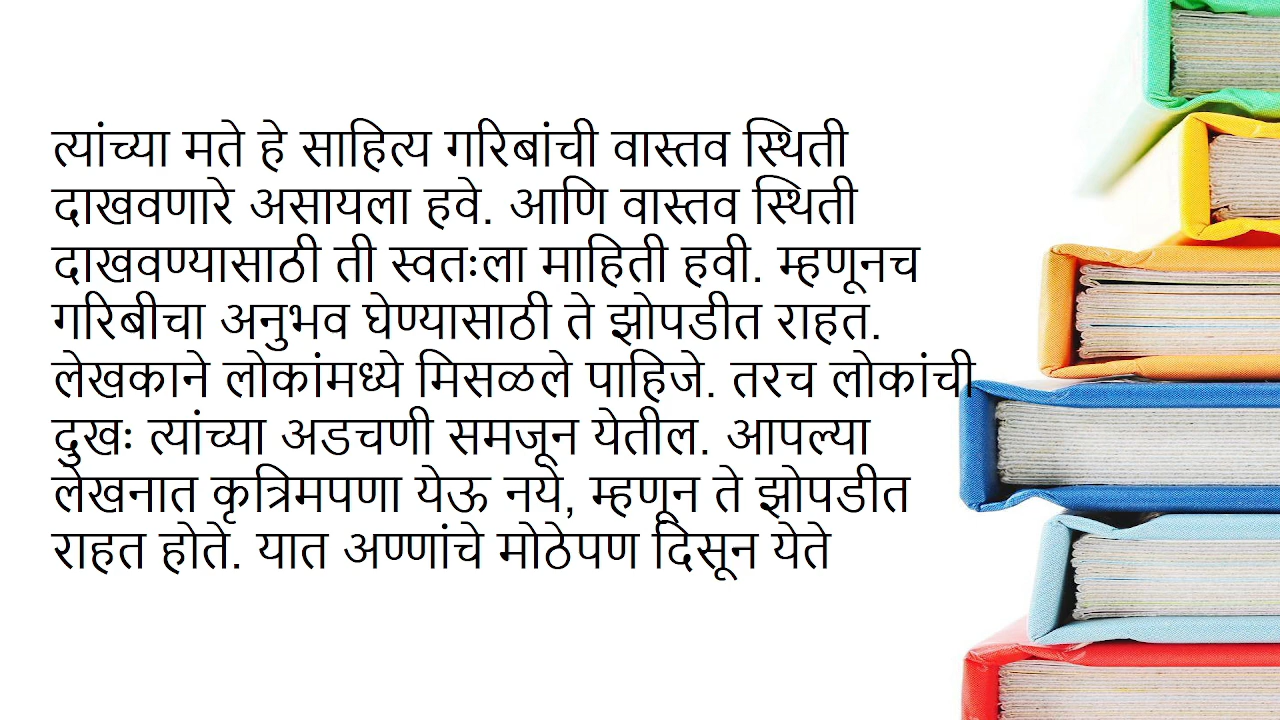 त्यांच्या मते हे साहित्य गरिबांची वास्तव स्थिती
दाखवणारे असायला हवे. आणि वास्तव स्थिती
दाखवण्यासाठी ती स्वतःला माहिती हवी. म्हणूनच
गरिबीचा अनुभव घेण्यासाठी ते झोपडीत राहत.
लेखकाने लोकांमध्ये मिसळले पाहिजे. तरच लोकांची
दुखः त्यांच्या अडचणी समजून येतील. आपल्या
लेखनात कृत्रिमपणा येऊ नये, म्हणून ते झोपडीत
राहत होते. यात अण्णांचे मोठेपण दिसून येते